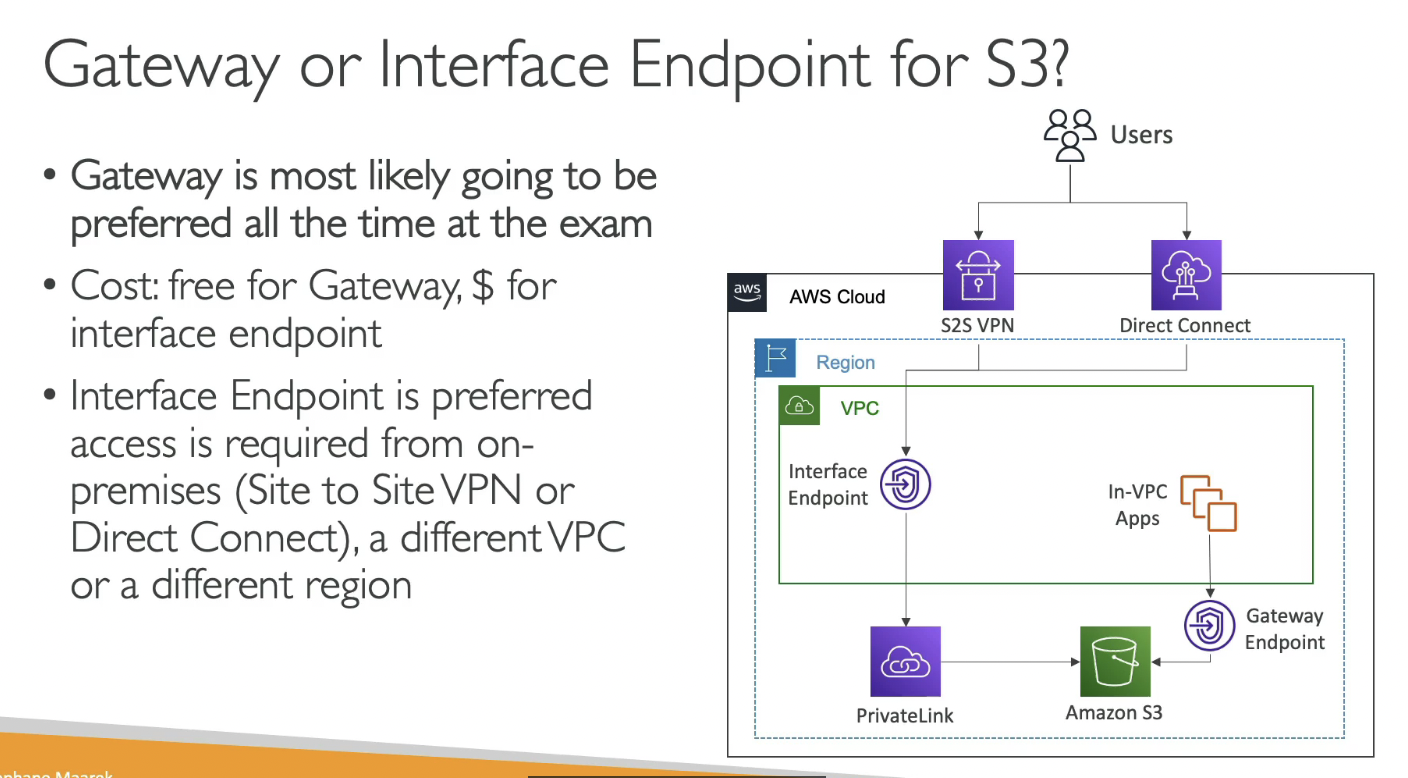 Gateway or Interface Endpoint for S3?
• Gateway is most likely going to be
preferred all the time at the exam
• Cost: free for Gateway, $ for
interface endpoint
• Interface Endpoint is preferred
access is required from on-
premises (Site to Site VPN or
Direct Connect), a different VPC
or a different region
Users
aws
AWS Cloud
S2S VPN
Direct Connect
Region
VPC
Interface
Endpoint
In-VPC
Apps
Gateway
Endpoint
PrivateLink
Amazon S3
Maarek